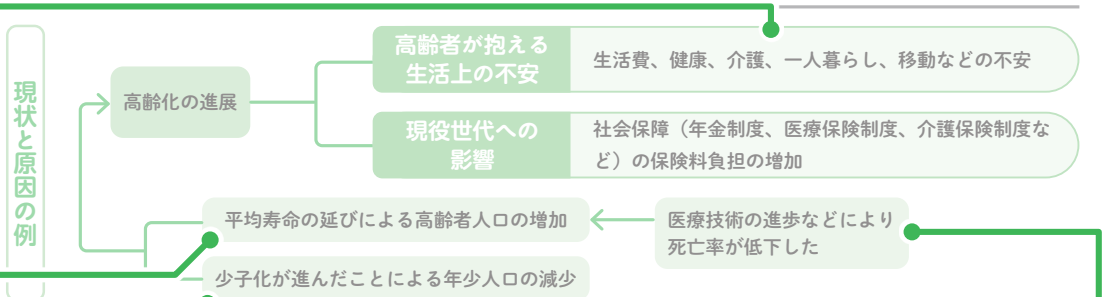 現状と原因の例
高齢化の進展
高齢者が抱える
生活上の不安
生活費、健康、介護、一人暮らし、移動などの不安
現役世代への
影響
社会保障（年金制度、医療保険制度、介護保険制度な
ど）の保険料負担の増加
平均寿命の延びによる高齢者人口の増加
医療技術の進歩などにより
死亡率が低下した
少子化が進んだことによる年少人口の減少